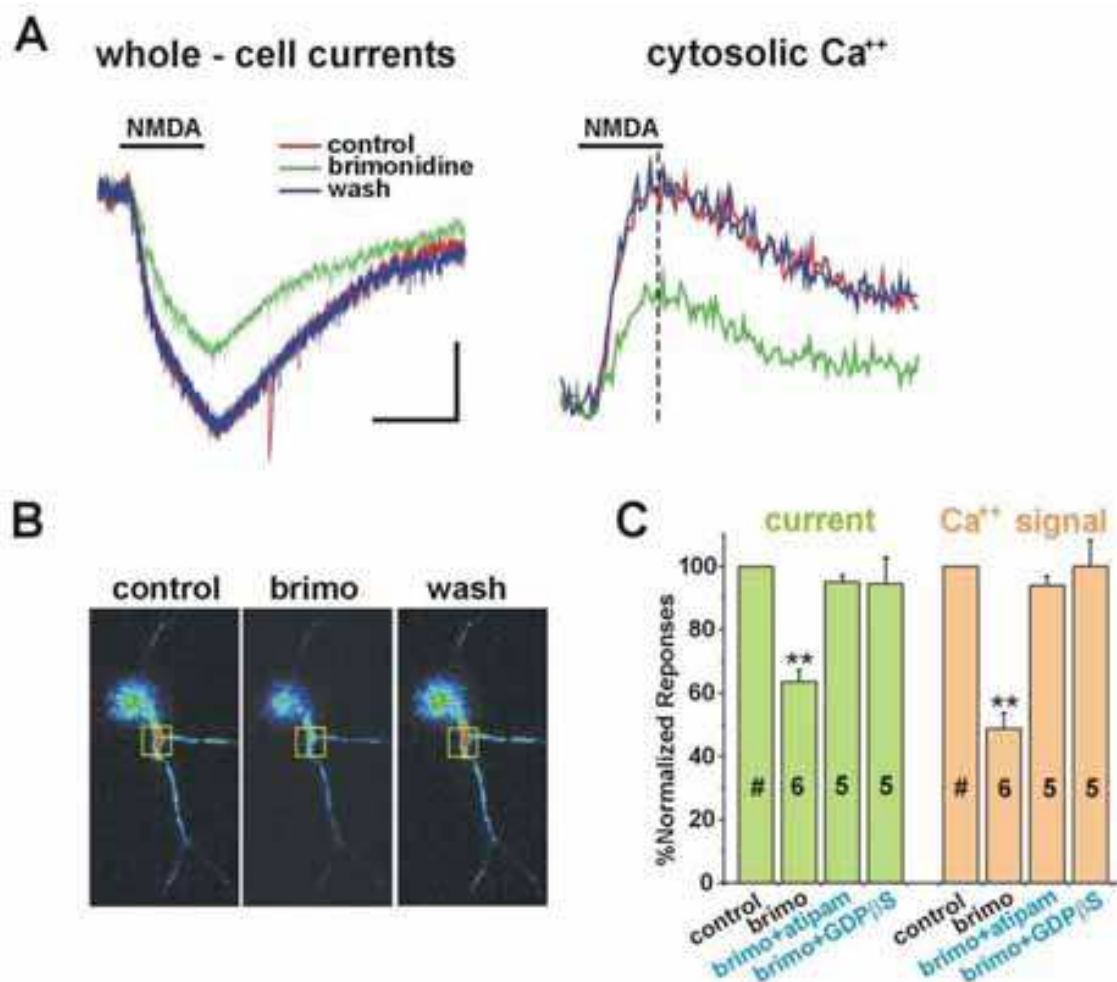 A
whole - cell currents
cytosolic Ca⁺⁺
NMDA
control
brimonidine
wash
NMDA
B
control
brimo
wash
C
current
Ca⁺⁺ signal
%Normalized Reponses
100
80
60
40
20
0
**
**
#
6
5
5
#
6
5
5
control
brimo
brimo+atipam
brimo+GDPβS
control
brimo
brimo+atipam
brimo+GDPβS